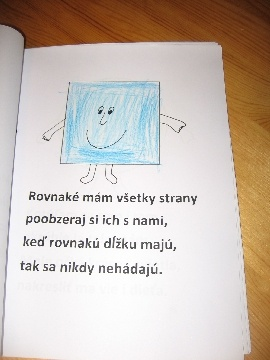 Rovnaké mám všetky strany
poobzeraj si ich s nami,
keď rovnakú dĺžku majú,
tak sa nikdy nehádajú.